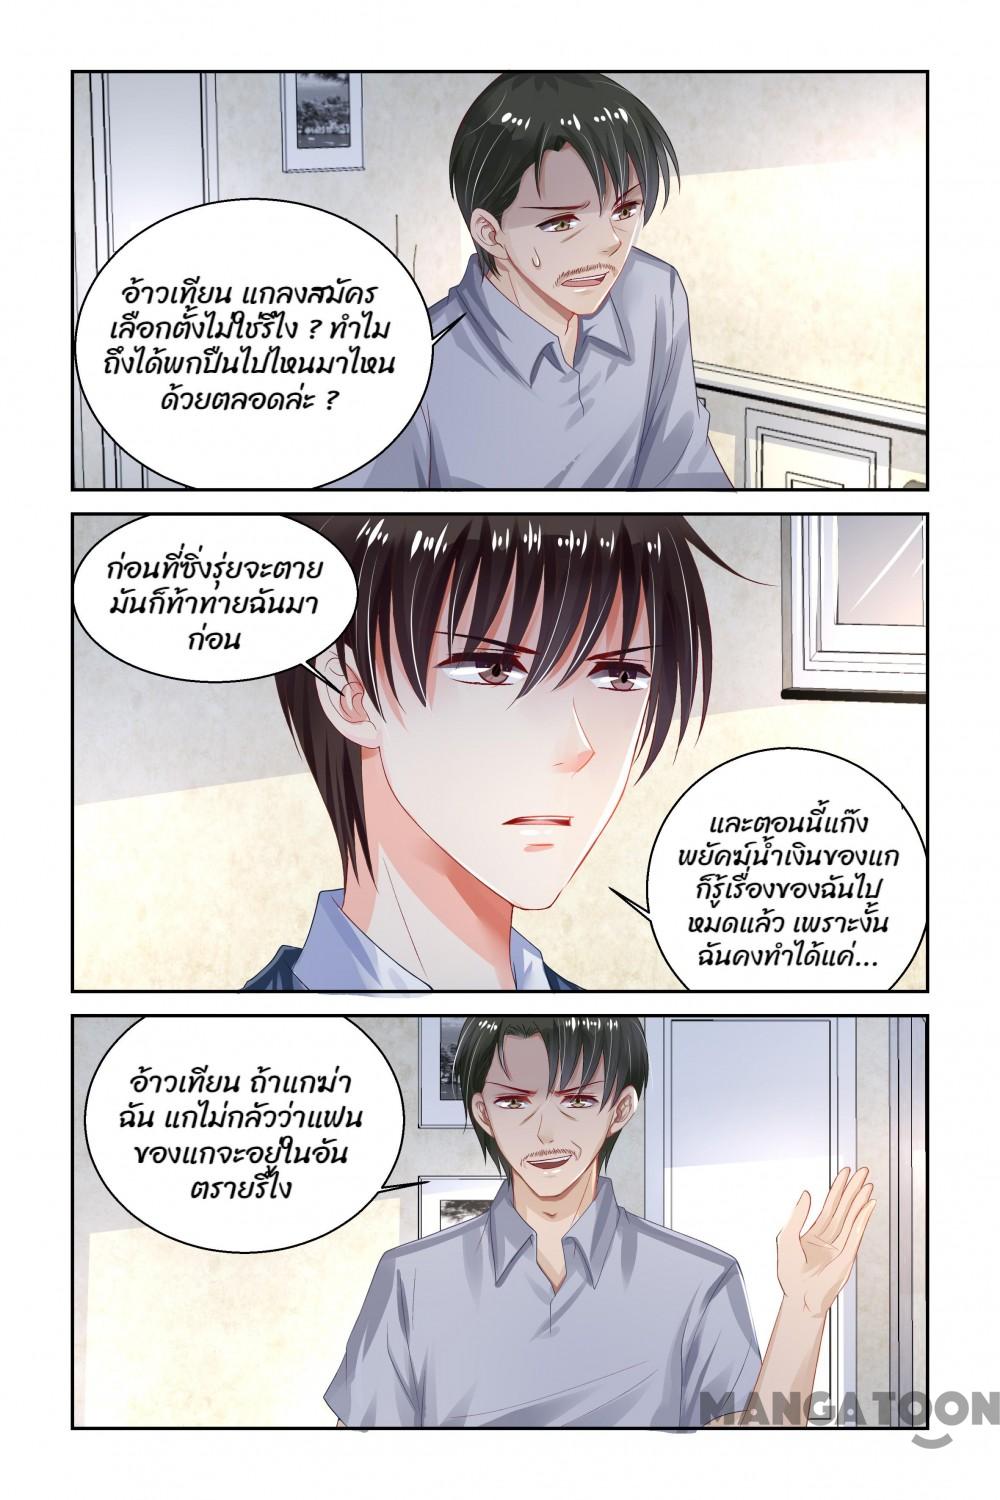 อ้าวเทียน แกลงสมัคร
เลือกตั้งไม่ใช่รึไง ? ทำไม
ถึงได้พกปืนไปไหนมาไหน
ด้วยตลอดล่ะ ?
ก่อนที่ซิ่งรุ่ยจะตาย
มันก็ท้าทายฉันมา
ก่อน
และตอนนี้แก๊ง
พยัคฆ์น้ำเงินของแก
ก็รู้เรื่องของฉันไป
หมดแล้ว เพราะงั้น
ฉันคงทำได้แค่...
อ้าวเทียน ถ้าแกฆ่า
ฉัน แกไม่กลัวว่าแฟน
ของแกจะอยู่ในอัน
ตรายรึไง
MANGATOON